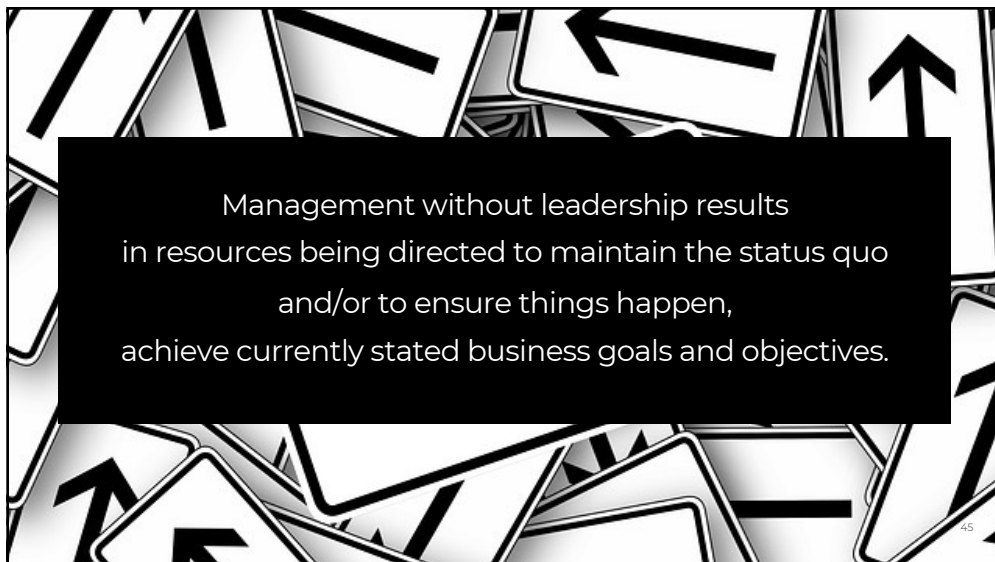 Management without leadership results
in resources being directed to maintain the status quo
and/or to ensure things happen,
achieve currently stated business goals and objectives.
45